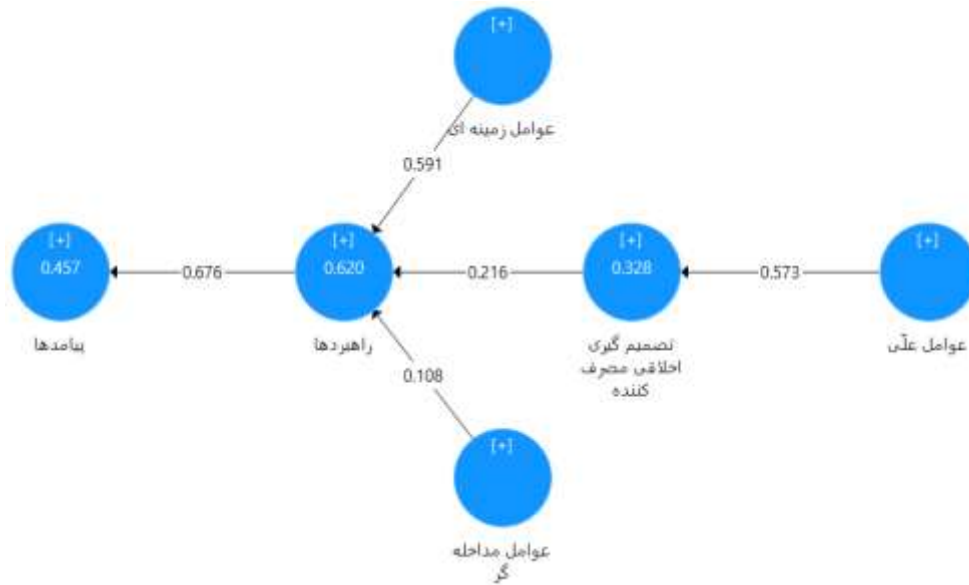 [+]
عوامل زمینه ای
0.591
[+]
[+]
0.328
[+]
0.620
[+]
0.457
0.573
0.216
0.676
عوامل علّی
تصمیم گیری
اخلاقی مصرف
کننده
راهبردها
پیامدها
0.108
[+]
عوامل مداخله
گر